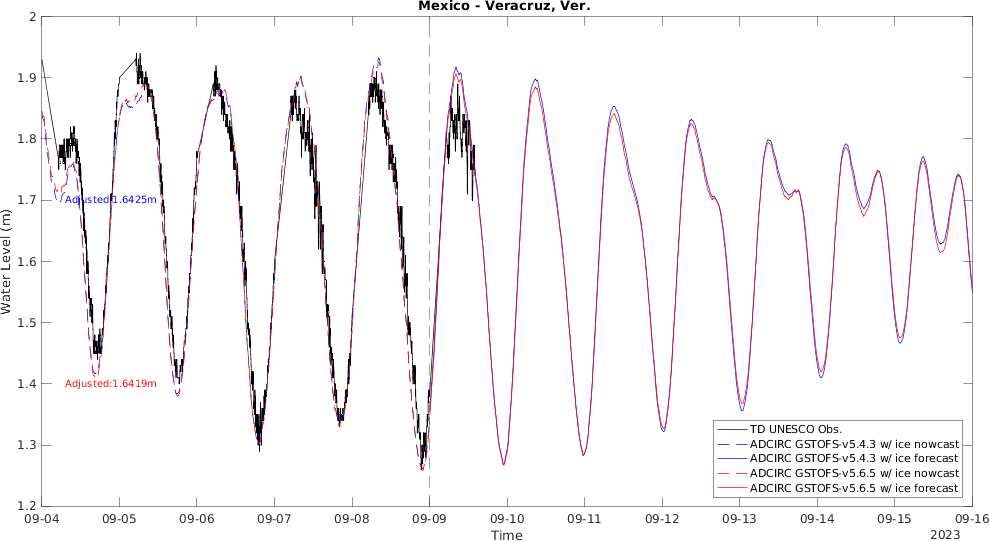 Mexico - Veracruz, Ver.
2
1.9
1.8
1.7
1.6
1.5
1.4
1.3
1.2
Water Level (m)
Adjusted:1.6425m
Adjusted:1.6419m
TD UNESCO Obs.
ADCIRC GSTOFS-v5.4.3 w/ ice nowcast
ADCIRC GSTOFS-v5.4.3 w/ ice forecast
ADCIRC GSTOFS-v5.6.5 w/ ice nowcast
ADCIRC GSTOFS-v5.6.5 w/ ice forecast
09-04 09-05 09-06 09-07 09-08 09-09 09-10 09-11 09-12 09-13 09-14 09-15 09-16
Time
2023